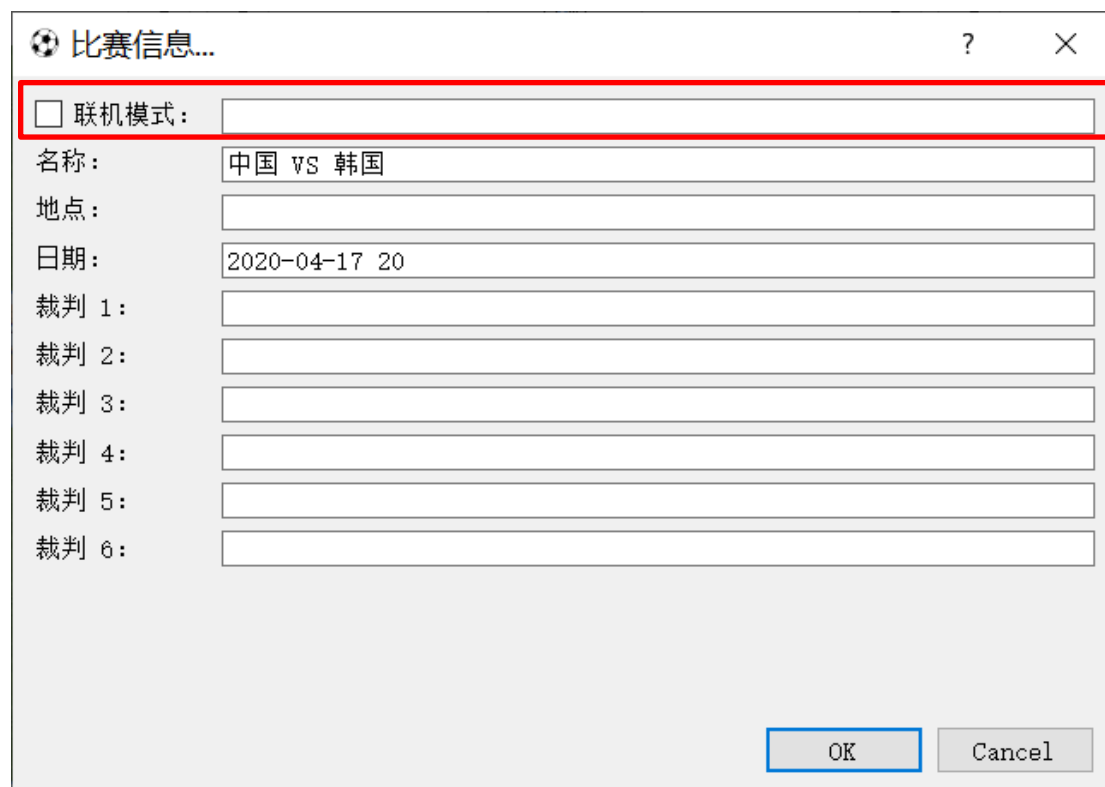 比赛信息...
联机模式:
名称: 中国 VS 韩国
地点:
日期: 2020-04-17 20
裁判 1:
裁判 2:
裁判 3:
裁判 4:
裁判 5:
裁判 6:
OK Cancel